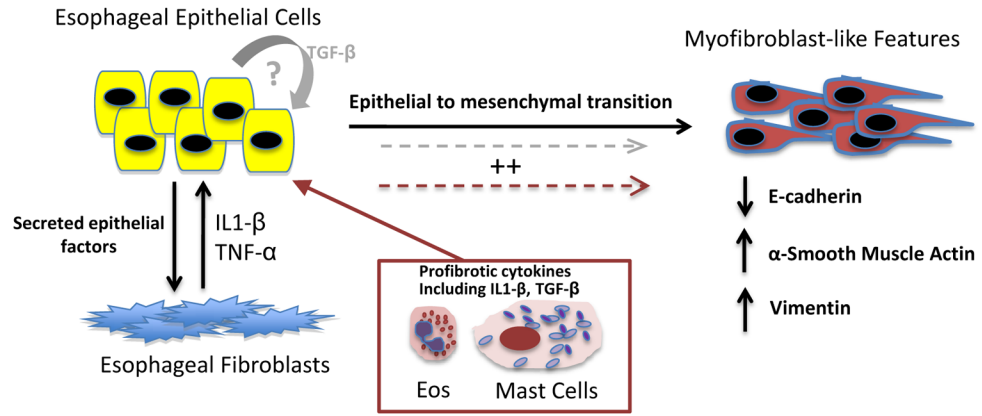 Esophageal Epithelial Cells
TGF-β
?
Myofibroblast-like Features
Epithelial to mesenchymal transition
++
E-cadherin
Secreted epithelial
factors
IL1-β
TNF-α
α-Smooth Muscle Actin
Profibrotic cytokines
Including IL1-β, TGF-β
Vimentin
Esophageal Fibroblasts
Eos
Mast Cells